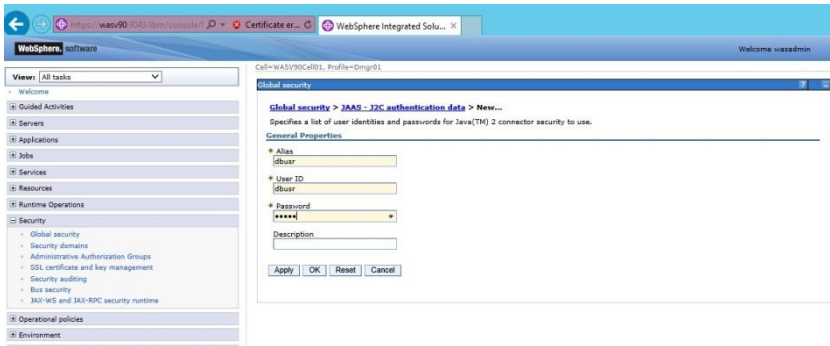 https://wasv90:9043/ibm/console/l
Certificate er...
WebSphere Integrated Solu...
WebSphere. software
Welcome wasadmin
View: All tasks
Welcome
Guided Activities
Servers
Applications
Jobs
Services
Resources
Runtime Operations
Security
Global security
Security domains
Administrative Authorization Groups
SSL certificate and key management
Security auditing
Bus security
JAX-WS and JAX-RPC security runtime
Operational policies
Environment
Cell=WASV90Cell01, Profile=Dmgr01
Global security
Global security > JAAS - J2C authentication data > New...
Specifies a list of user identities and passwords for Java(TM) 2 connector security to use.
General Properties
* Alias
dbusr
* User ID
dbusr
* Password
•••••
Description
Apply OK Reset Cancel